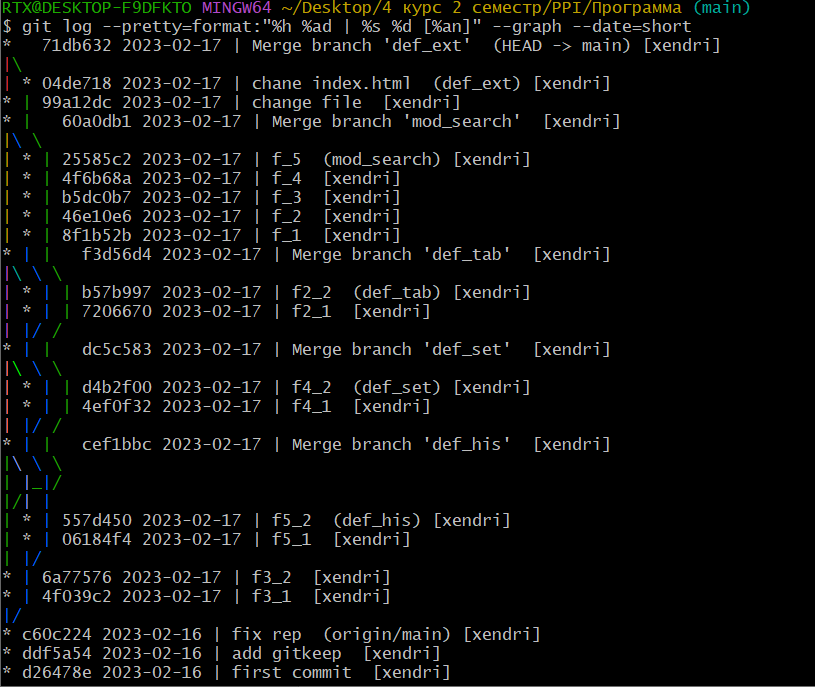 RTX@DESKTOP-F9DFKTO MINGW64 ~/Desktop/4 курс 2 семестр/PPI/Программа (main)
$ git log --pretty=format:"%h %ad | %s %d [%an]" --graph --date=short
*   71db632 2023-02-17 | Merge branch 'def_ext'  (HEAD -> main) [xendri]
|\
| * 04de718 2023-02-17 | chane index.html  (def_ext) [xendri]
* | 99a12dc 2023-02-17 | change file  [xendri]
* |   60a0db1 2023-02-17 | Merge branch 'mod_search'  [xendri]
|\ \
| * | 25585c2 2023-02-17 | f_5  (mod_search) [xendri]
| * | 4f6b68a 2023-02-17 | f_4  [xendri]
| * | b5dc0b7 2023-02-17 | f_3  [xendri]
| * | 46e10e6 2023-02-17 | f_2  [xendri]
| * | 8f1b52b 2023-02-17 | f_1  [xendri]
* | |   f3d56d4 2023-02-17 | Merge branch 'def_tab'  [xendri]
|\ \ \
| * | | b57b997 2023-02-17 | f2_2  (def_tab) [xendri]
| * | | 7206670 2023-02-17 | f2_1  [xendri]
| |/ /
* | |   dc5c583 2023-02-17 | Merge branch 'def_set'  [xendri]
|\ \ \
| * | | d4b2f00 2023-02-17 | f4_2  (def_set) [xendri]
| * | | 4ef0f32 2023-02-17 | f4_1  [xendri]
| |/ /
* | |   cef1bbc 2023-02-17 | Merge branch 'def_his'  [xendri]
|\ \ \
| |_|/
|/| |
| * | 557d450 2023-02-17 | f5_2  (def_his) [xendri]
| * | 06184f4 2023-02-17 | f5_1  [xendri]
| |/
* | 6a77576 2023-02-17 | f3_2  [xendri]
* | 4f039c2 2023-02-17 | f3_1  [xendri]
|/
* c60c224 2023-02-16 | fix rep  (origin/main) [xendri]
* ddf5a54 2023-02-16 | add gitkeep  [xendri]
* d26478e 2023-02-16 | first commit  [xendri]